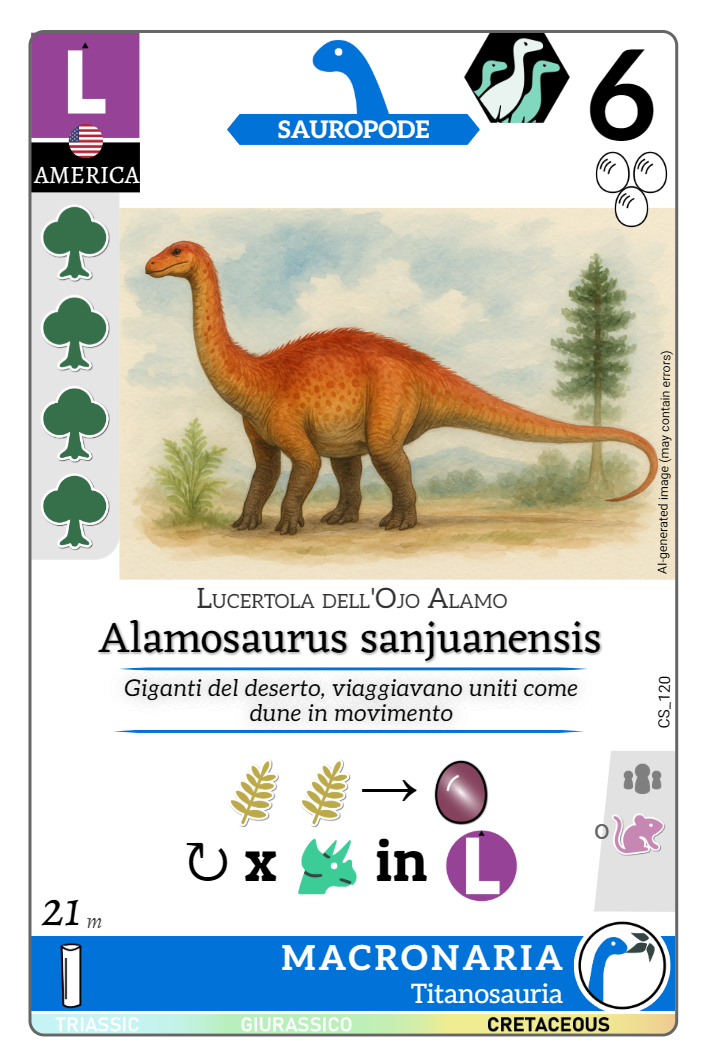 L
AMERICA
SAUROPODE
6
AI-generated image (may contain errors)
Lucertola dell'Ojo Alamo
Alamosaurus sanjuanensis
Giganti del deserto, viaggiavano uniti come
dune in movimento
CS_120
o
x in L
21 m
MACRONARIA
Titanosauria
TRIASSIC GIURASSICO CRETACEOUS